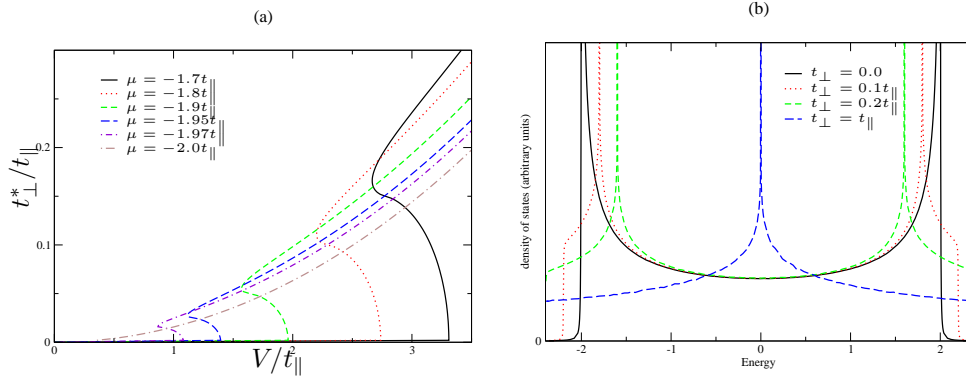 (a)
μ = −1.7t∥
μ = −1.8t∥
μ = −1.9t∥
μ = −1.95t∥
μ = −1.97t∥
μ = −2.0t∥
t*⊥/t∥
0.2
0.1
0
0 1 2 3
V/t∥
(b)
t⊥ = 0.0
t⊥ = 0.1t∥
t⊥ = 0.2t∥
t⊥ = t∥
density of states (arbitrary units)
0
-2 -1 0 1 2
Energy